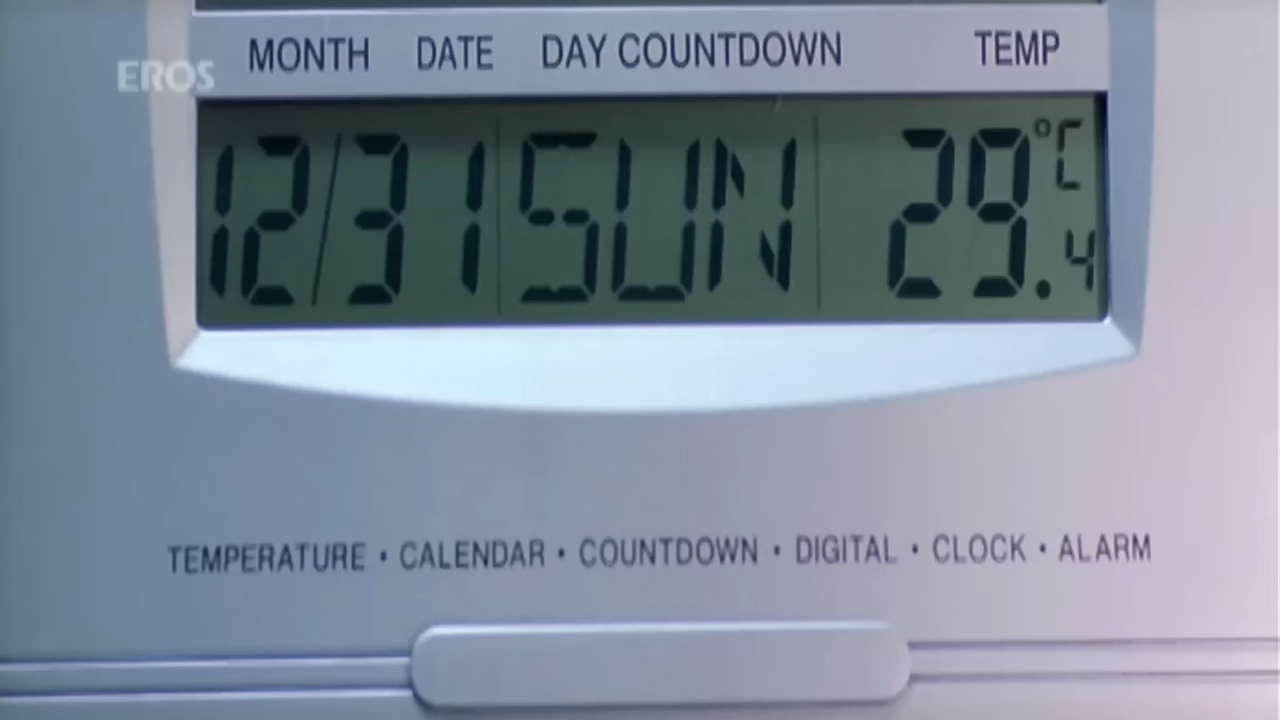 MONTH DATE DAY COUNTDOWN TEMP
EROS
12/31 SUN 29.4°C
TEMPERATURE • CALENDAR • COUNTDOWN • DIGITAL • CLOCK • ALARM